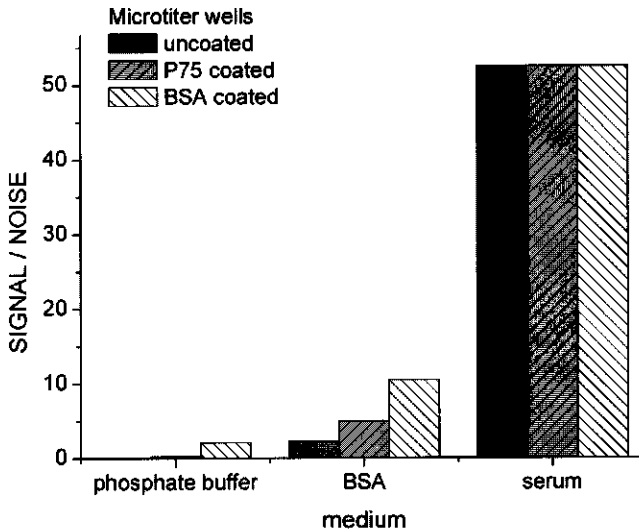 Microtiter wells
uncoated
P75 coated
BSA coated
SIGNAL / NOISE
50
40
30
20
10
0
phosphate buffer
BSA
serum
medium